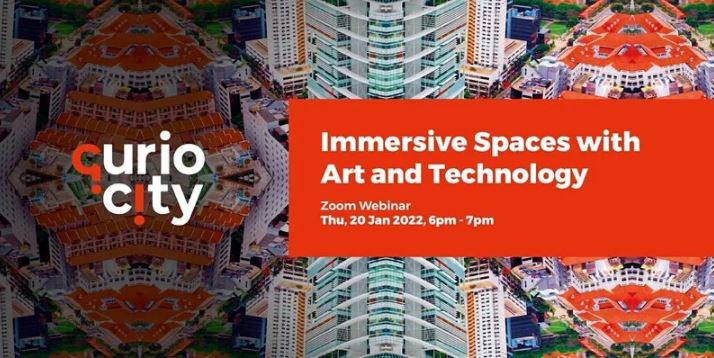 curio
city
Immersive Spaces with
Art and Technology
Zoom Webinar
Thu, 20 Jan 2022, 6pm - 7pm